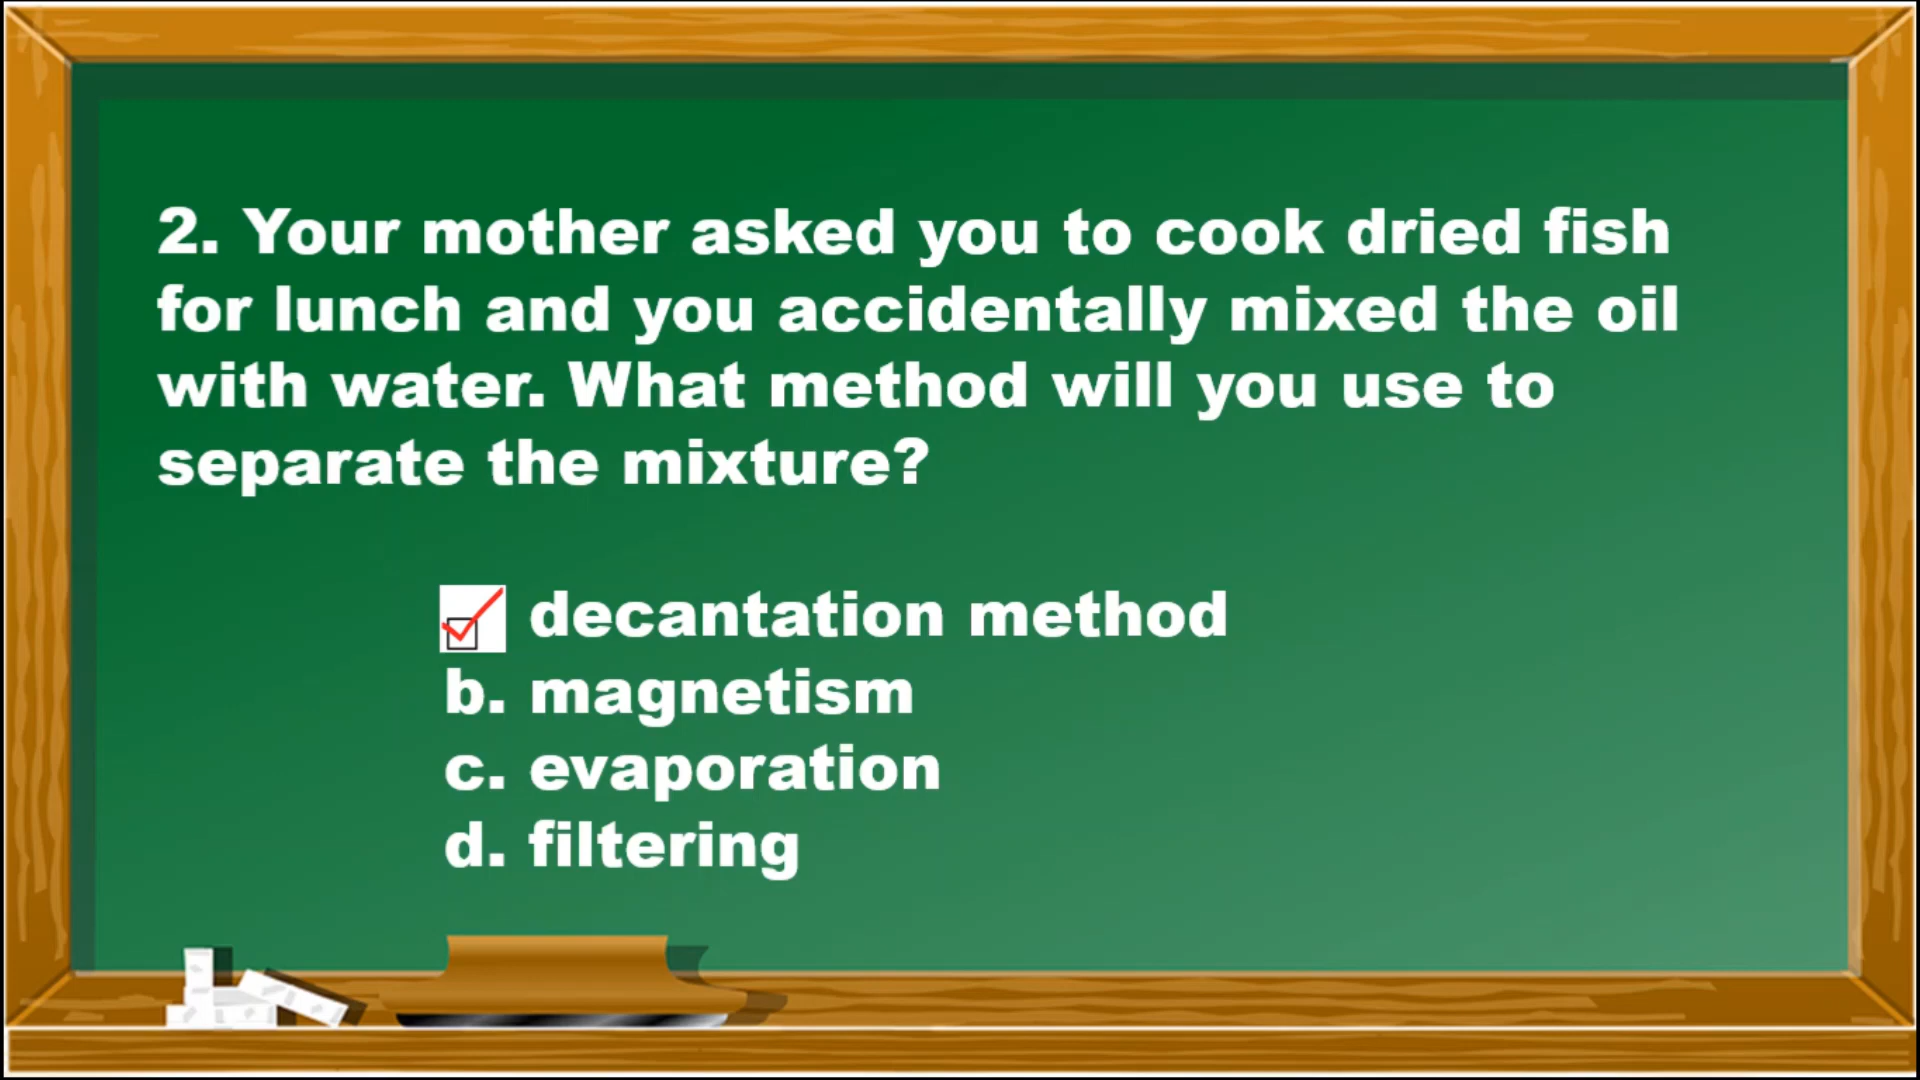 2. Your mother asked you to cook dried fish
for lunch and you accidentally mixed the oil
with water. What method will you use to
separate the mixture?
decantation method
b. magnetism
c. evaporation
d. filtering